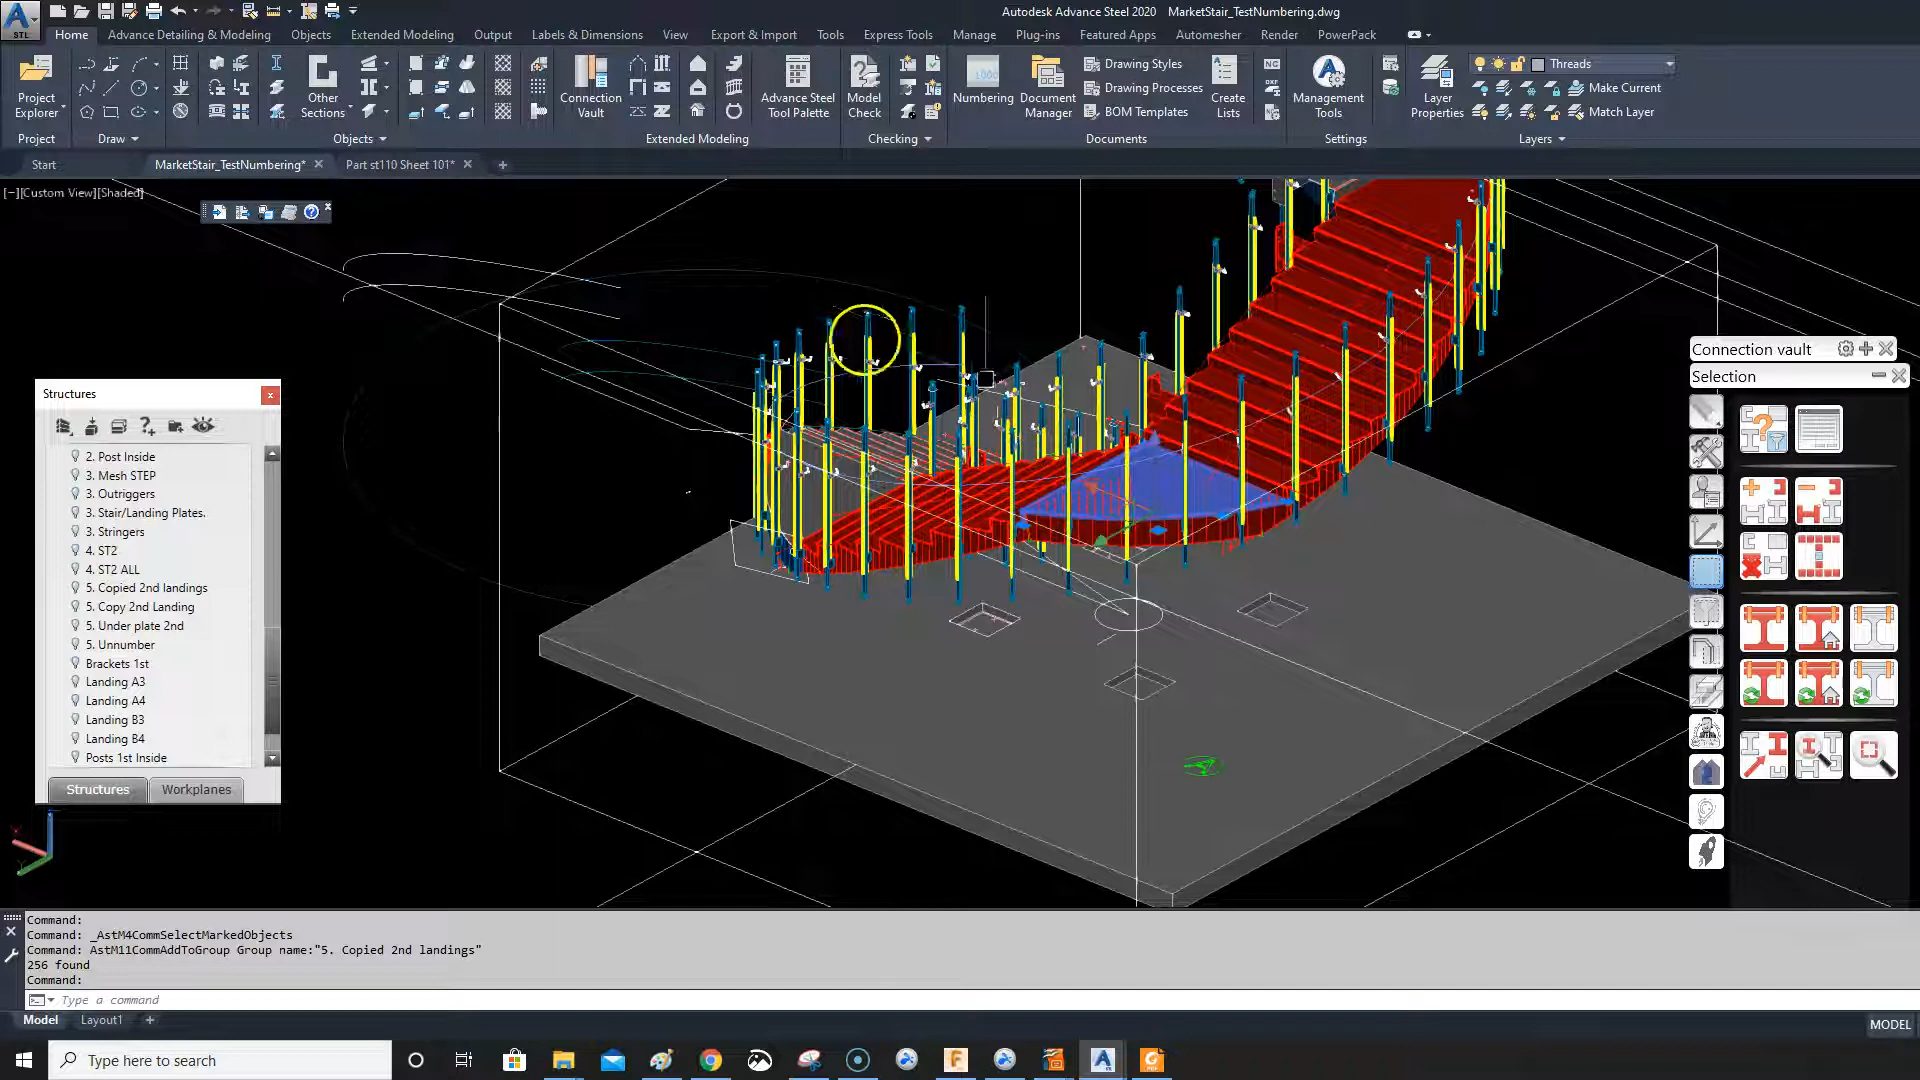 Autodesk Advance Steel 2020 MarketStair_TestNumbering.dwg
STL
Home Advance Detailing & Modeling Objects Extended Modeling Output Labels & Dimensions View Export & Import Tools Express Tools Manage Plug-ins Featured Apps Automesher Render PowerPack
Project Explorer
Other Sections
Connection Vault
Advance Steel Tool Palette
Model Check
1000
Numbering
Document Manager
Drawing Styles
Drawing Processes
BOM Templates
Create Lists
NC
DXF
Management Tools
Layer Properties
Threads
Make Current
Match Layer
Project Draw Objects Extended Modeling Checking Documents Settings Layers
Start MarketStair_TestNumbering* Part st110 Sheet 101*
[−][Custom View][Shaded]
Connection vault
Selection
Structures
2. Post Inside
3. Mesh STEP
3. Outriggers
3. Stair/Landing Plates.
3. Stringers
4. ST2
4. ST2 ALL
5. Copied 2nd landings
5. Copy 2nd Landing
5. Under plate 2nd
5. Unnumber
Brackets 1st
Landing A3
Landing A4
Landing B3
Landing B4
Posts 1st Inside
Structures Workplanes
Command:
Command: _AstM4CommSelectMarkedObjects
Command: AstM11CommAddToGroup Group name:"5. Copied 2nd landings"
256 found
Command:
Type a command
Model Layout1
MODEL
Type here to search